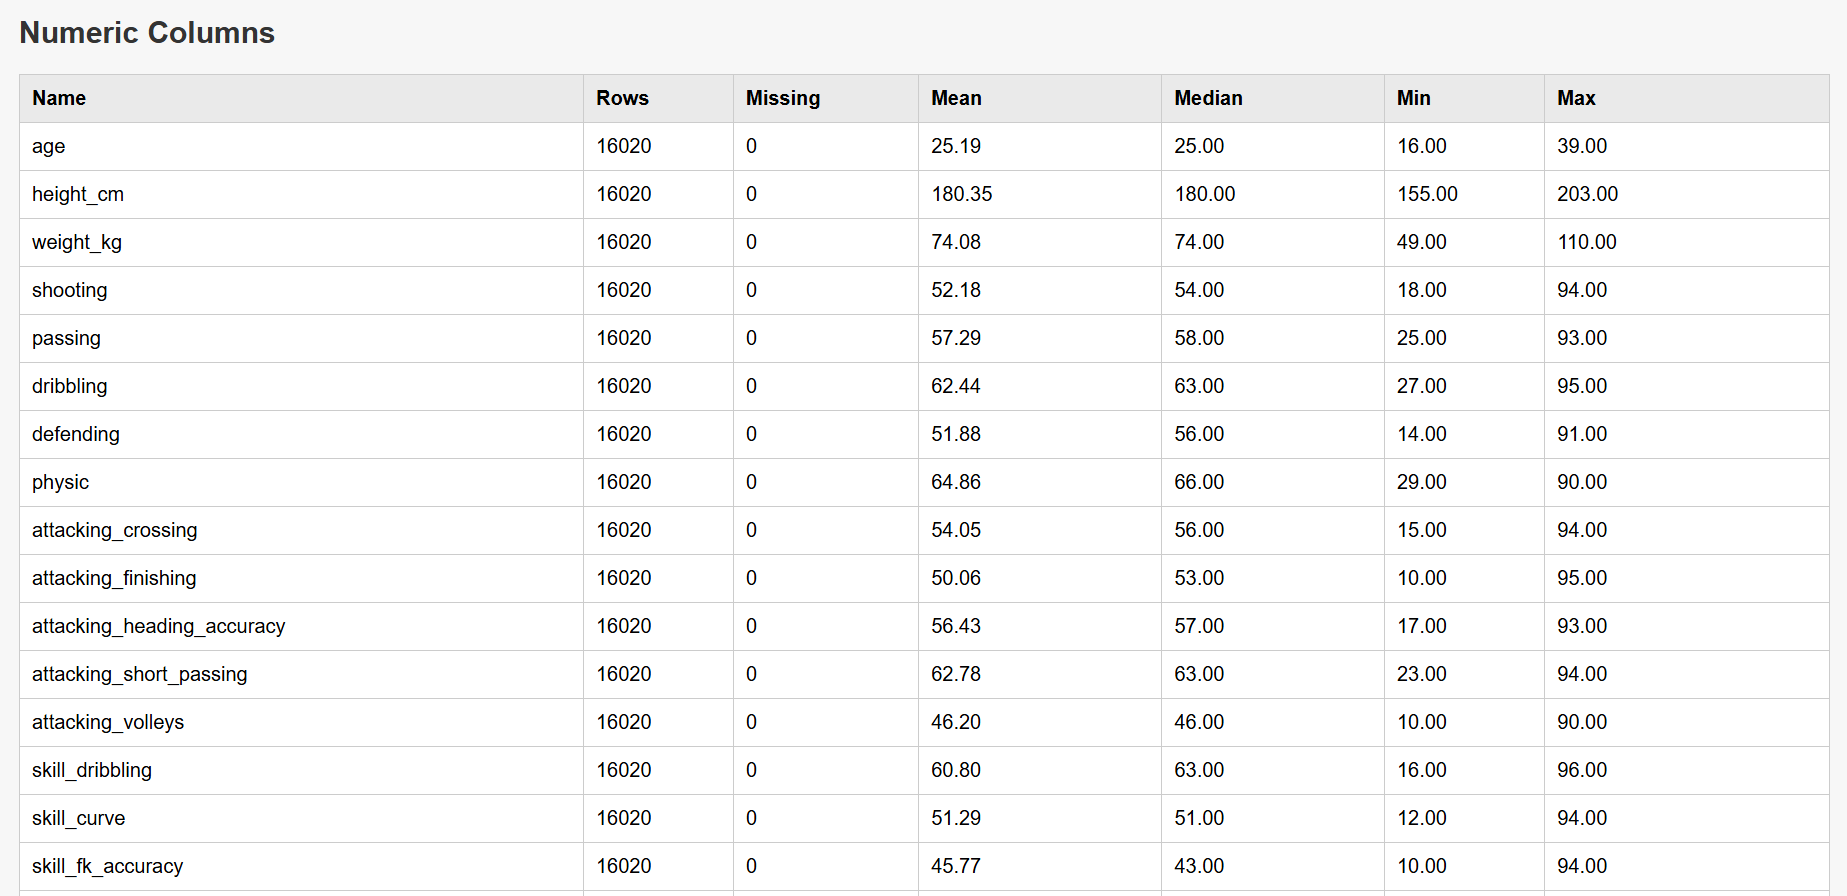 Numeric Columns
Name Rows Missing Mean Median Min Max
age 16020 0 25.19 25.00 16.00 39.00
height_cm 16020 0 180.35 180.00 155.00 203.00
weight_kg 16020 0 74.08 74.00 49.00 110.00
shooting 16020 0 52.18 54.00 18.00 94.00
passing 16020 0 57.29 58.00 25.00 93.00
dribbling 16020 0 62.44 63.00 27.00 95.00
defending 16020 0 51.88 56.00 14.00 91.00
physic 16020 0 64.86 66.00 29.00 90.00
attacking_crossing 16020 0 54.05 56.00 15.00 94.00
attacking_finishing 16020 0 50.06 53.00 10.00 95.00
attacking_heading_accuracy 16020 0 56.43 57.00 17.00 93.00
attacking_short_passing 16020 0 62.78 63.00 23.00 94.00
attacking_volleys 16020 0 46.20 46.00 10.00 90.00
skill_dribbling 16020 0 60.80 63.00 16.00 96.00
skill_curve 16020 0 51.29 51.00 12.00 94.00
skill_fk_accuracy 16020 0 45.77 43.00 10.00 94.00